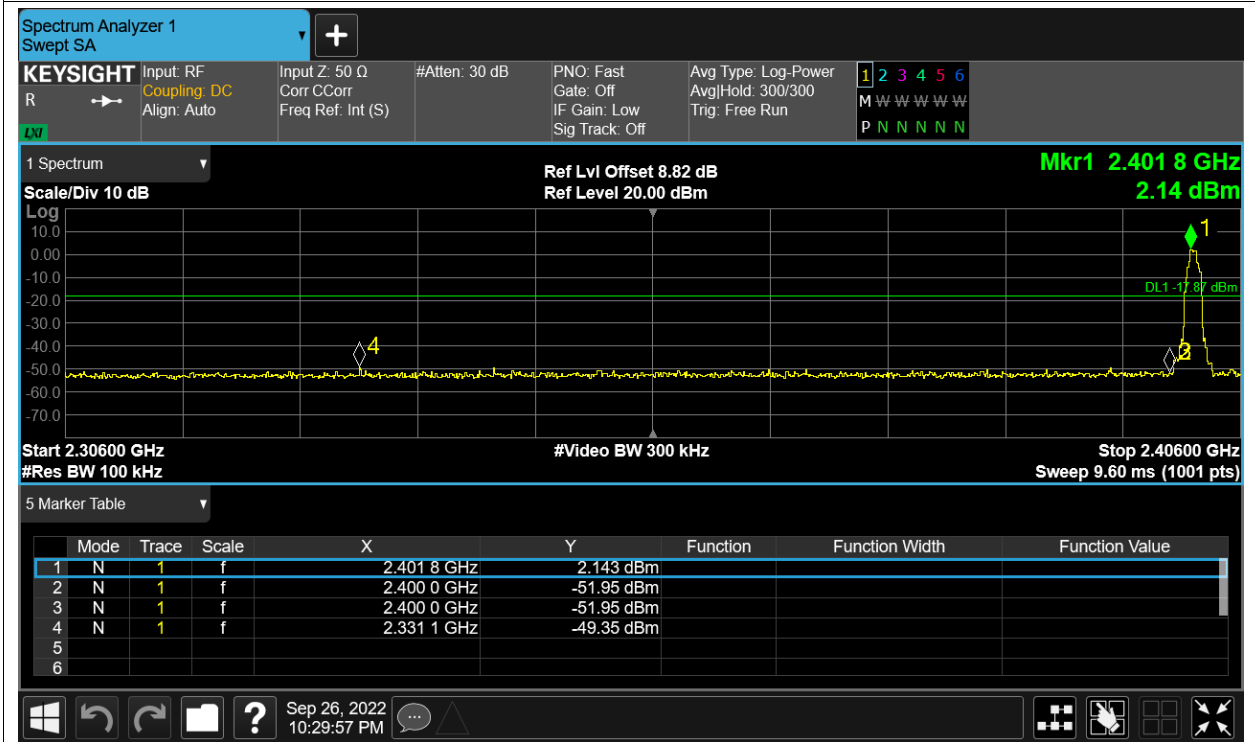 Spectrum Analyzer 1
Swept SA
KEYSIGHT Input: RF Input Z: 50 Ω #Atten: 30 dB PNO: Fast Avg Type: Log-Power 1 2 3 4 5 6
R Coupling: DC Corr CCorr Gate: Off Avg|Hold: 300/300 M W W W W W
Align: Auto Freq Ref: Int (S) IF Gain: Low Trig: Free Run
LXI Sig Track: Off P N N N N N
1 Spectrum Ref Lvl Offset 8.82 dB Mkr1 2.401 8 GHz
Scale/Div 10 dB Ref Level 20.00 dBm 2.14 dBm
Log
10.0 1
0.00
-10.0 DL1 -17.87 dBm
-20.0
-30.0
-40.0 4
-50.0
-60.0
-70.0
Start 2.30600 GHz #Video BW 300 kHz Stop 2.40600 GHz
#Res BW 100 kHz Sweep 9.60 ms (1001 pts)
5 Marker Table
Mode Trace Scale X Y Function Function Width Function Value
1 N 1 f 2.401 8 GHz 2.143 dBm
2 N 1 f 2.400 0 GHz -51.95 dBm
3 N 1 f 2.400 0 GHz -51.95 dBm
4 N 1 f 2.331 1 GHz -49.35 dBm
5
6
? Sep 26, 2022
10:29:57 PM